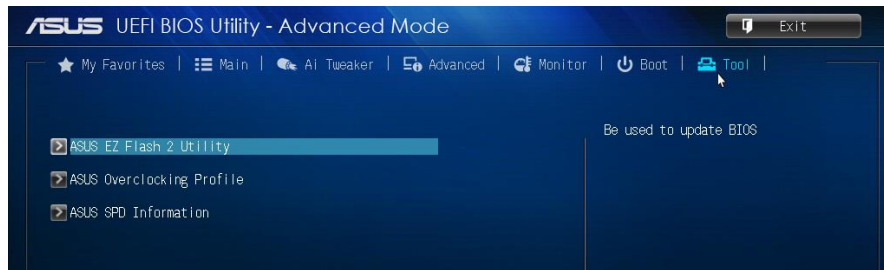 ASUS UEFI BIOS Utility - Advanced Mode
Exit
My Favorites | Main | Ai Tweaker | Advanced | Monitor | Boot | Tool |
Be used to update BIOS
ASUS EZ Flash 2 Utility
ASUS Overclocking Profile
ASUS SPD Information